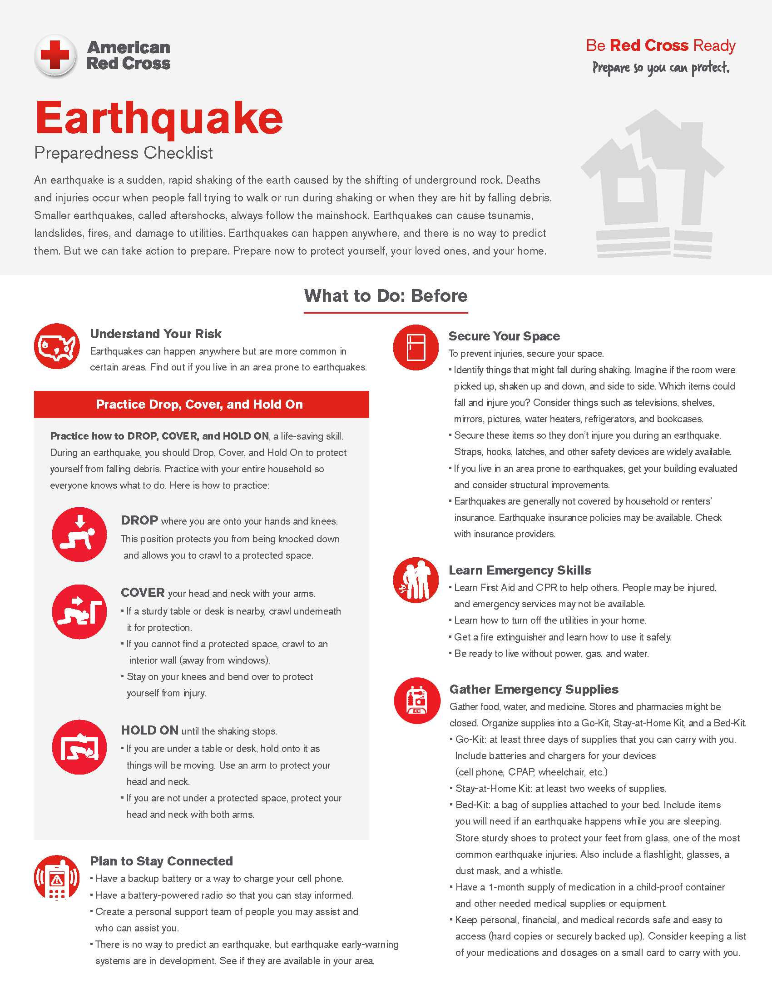 American
Red Cross
Be Red Cross Ready
Prepare so you can protect.
Earthquake
Preparedness Checklist
An earthquake is a sudden, rapid shaking of the earth caused by the shifting of underground rock. Deaths
and injuries occur when people fall trying to walk or run during shaking or when they are hit by falling debris.
Smaller earthquakes, called aftershocks, always follow the mainshock. Earthquakes can cause tsunamis,
landslides, fires, and damage to utilities. Earthquakes can happen anywhere, and there is no way to predict
them. But we can take action to prepare. Prepare now to protect yourself, your loved ones, and your home.
What to Do: Before
Understand Your Risk
Earthquakes can happen anywhere but are more common in
certain areas. Find out if you live in an area prone to earthquakes.
Practice Drop, Cover, and Hold On
Practice how to DROP, COVER, and HOLD ON, a life-saving skill.
During an earthquake, you should Drop, Cover, and Hold On to protect
yourself from falling debris. Practice with your entire household so
everyone knows what to do. Here is how to practice:
DROP where you are onto your hands and knees.
This position protects you from being knocked down
and allows you to crawl to a protected space.
COVER your head and neck with your arms.
▪ If a sturdy table or desk is nearby, crawl underneath
it for protection.
▪ If you cannot find a protected space, crawl to an
interior wall (away from windows).
▪ Stay on your knees and bend over to protect
yourself from injury.
HOLD ON until the shaking stops.
▪ If you are under a table or desk, hold onto it as
things will be moving. Use an arm to protect your
head and neck.
▪ If you are not under a protected space, protect your
head and neck with both arms.
Plan to Stay Connected
▪ Have a backup battery or a way to charge your cell phone.
▪ Have a battery-powered radio so that you can stay informed.
▪ Create a personal support team of people you may assist and
who can assist you.
▪ There is no way to predict an earthquake, but earthquake early-warning
systems are in development. See if they are available in your area.
Secure Your Space
To prevent injuries, secure your space.
▪ Identify things that might fall during shaking. Imagine if the room were
picked up, shaken up and down, and side to side. Which items could
fall and injure you? Consider things such as televisions, shelves,
mirrors, pictures, water heaters, refrigerators, and bookcases.
▪ Secure these items so they don't injure you during an earthquake.
Straps, hooks, latches, and other safety devices are widely available.
▪ If you live in an area prone to earthquakes, get your building evaluated
and consider structural improvements.
▪ Earthquakes are generally not covered by household or renters'
insurance. Earthquake insurance policies may be available. Check
with insurance providers.
Learn Emergency Skills
▪ Learn First Aid and CPR to help others. People may be injured,
and emergency services may not be available.
▪ Learn how to turn off the utilities in your home.
▪ Get a fire extinguisher and learn how to use it safely.
▪ Be ready to live without power, gas, and water.
Gather Emergency Supplies
Gather food, water, and medicine. Stores and pharmacies might be
closed. Organize supplies into a Go-Kit, Stay-at-Home Kit, and a Bed-Kit.
▪ Go-Kit: at least three days of supplies that you can carry with you.
Include batteries and chargers for your devices
(cell phone, CPAP, wheelchair, etc.)
▪ Stay-at-Home Kit: at least two weeks of supplies.
▪ Bed-Kit: a bag of supplies attached to your bed. Include items
you will need if an earthquake happens while you are sleeping.
Store sturdy shoes to protect your feet from glass, one of the most
common earthquake injuries. Also include a flashlight, glasses, a
dust mask, and a whistle.
▪ Have a 1-month supply of medication in a child-proof container
and other needed medical supplies or equipment.
▪ Keep personal, financial, and medical records safe and easy to
access (hard copies or securely backed up). Consider keeping a list
of your medications and dosages on a small card to carry with you.